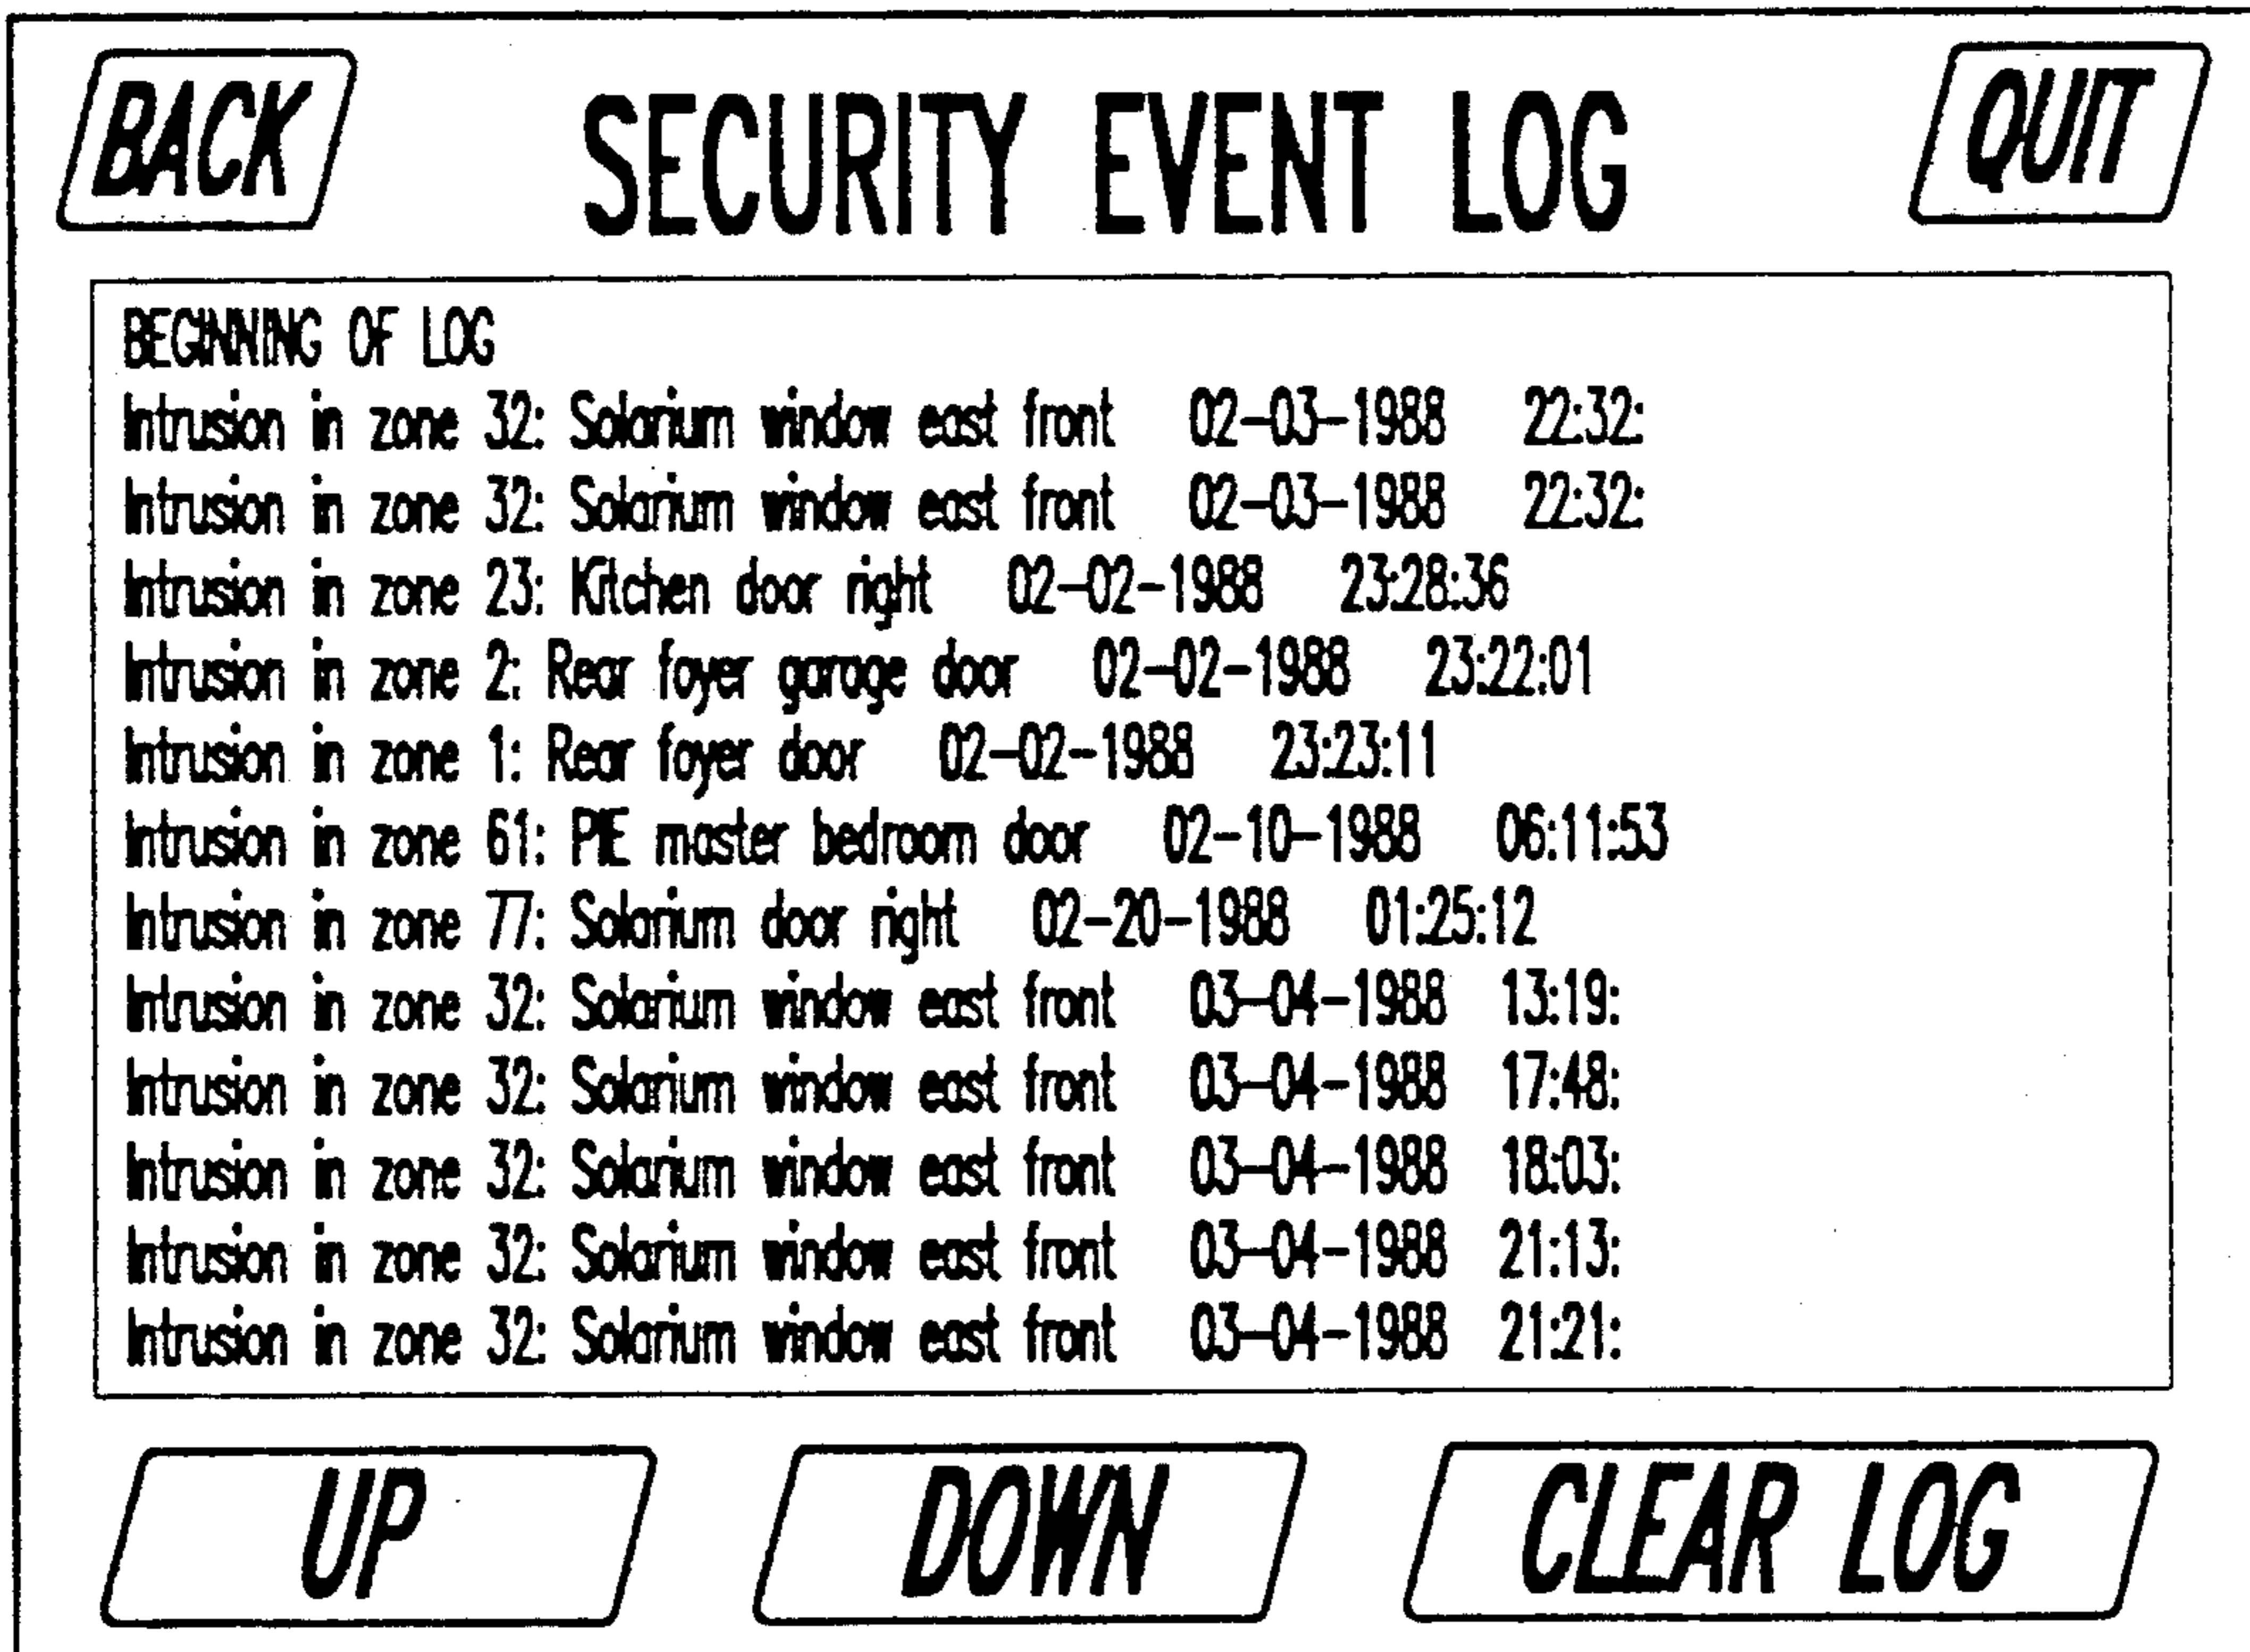 BACK SECURITY EVENT LOG QUIT
BEGINNING OF LOG
Intrusion in zone 32: Solarium window east front 02-03-1988 22:32:
Intrusion in zone 32: Solarium window east front 02-03-1988 22:32:
Intrusion in zone 23: Kitchen door right 02-02-1988 23:28:36
Intrusion in zone 2: Rear foyer garage door 02-02-1988 23:22:01
Intrusion in zone 1: Rear foyer door 02-02-1988 23:23:11
Intrusion in zone 61: PIE master bedroom door 02-10-1988 06:11:53
Intrusion in zone 77: Solarium door right 02-20-1988 01:25:12
Intrusion in zone 32: Solarium window east front 03-04-1988 13:19:
Intrusion in zone 32: Solarium window east front 03-04-1988 17:48:
Intrusion in zone 32: Solarium window east front 03-04-1988 18:03:
Intrusion in zone 32: Solarium window east front 03-04-1988 21:13:
Intrusion in zone 32: Solarium window east front 03-04-1988 21:21:
UP DOWN CLEAR LOG